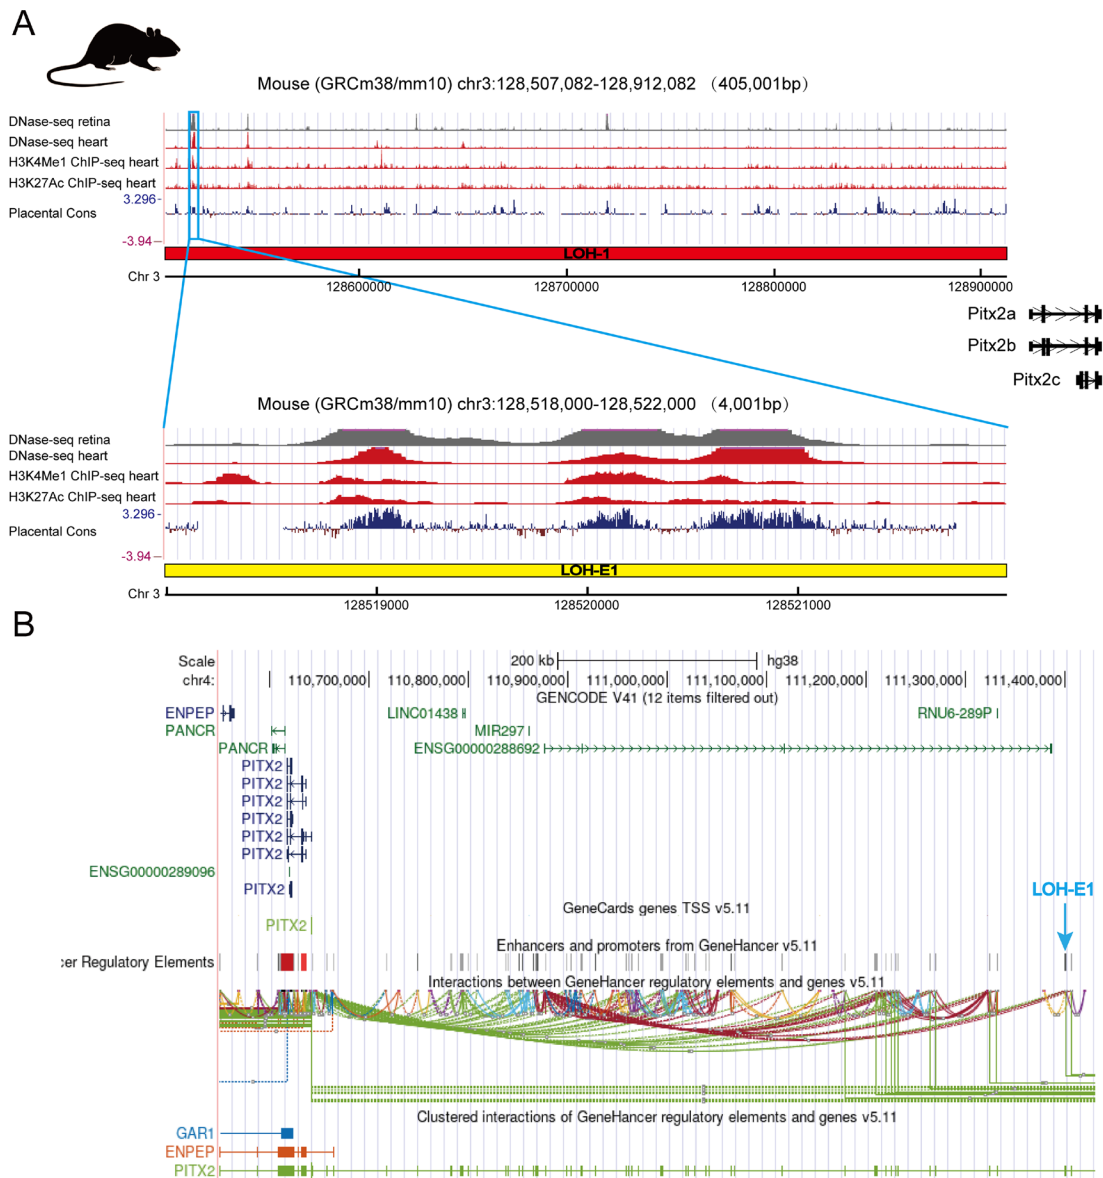 A
Mouse (GRCm38/mm10) chr3:128,507,082-128,912,082 （405,001bp）
DNase-seq retina
DNase-seq heart
H3K4Me1 ChIP-seq heart
H3K27Ac ChIP-seq heart
3.296
Placental Cons
-3.94
LOH-1
Chr 3
128600000 128700000 128800000 128900000
Pitx2a
Pitx2b
Pitx2c
Mouse (GRCm38/mm10) chr3:128,518,000-128,522,000 （4,001bp）
DNase-seq retina
DNase-seq heart
H3K4Me1 ChIP-seq heart
H3K27Ac ChIP-seq heart
3.296
Placental Cons
-3.94
LOH-E1
Chr 3
128519000 128520000 128521000
B
Scale 200 kb hg38
chr4: 110,700,000 110,800,000 110,900,000 111,000,000 111,100,000 111,200,000 111,300,000 111,400,000
GENCODE V41 (12 items filtered out)
ENPEP LINC01438 RNU6-289P
PANCR MIR297
PANCR ENSG00000288692
PITX2
PITX2
PITX2
PITX2
PITX2
PITX2
ENSG00000289096
PITX2 LOH-E1
GeneCards genes TSS v5.11
PITX2
Enhancers and promoters from GeneHancer v5.11
er Regulatory Elements
Interactions between GeneHancer regulatory elements and genes v5.11
Clustered interactions of GeneHancer regulatory elements and genes v5.11
GAR1
ENPEP
PITX2